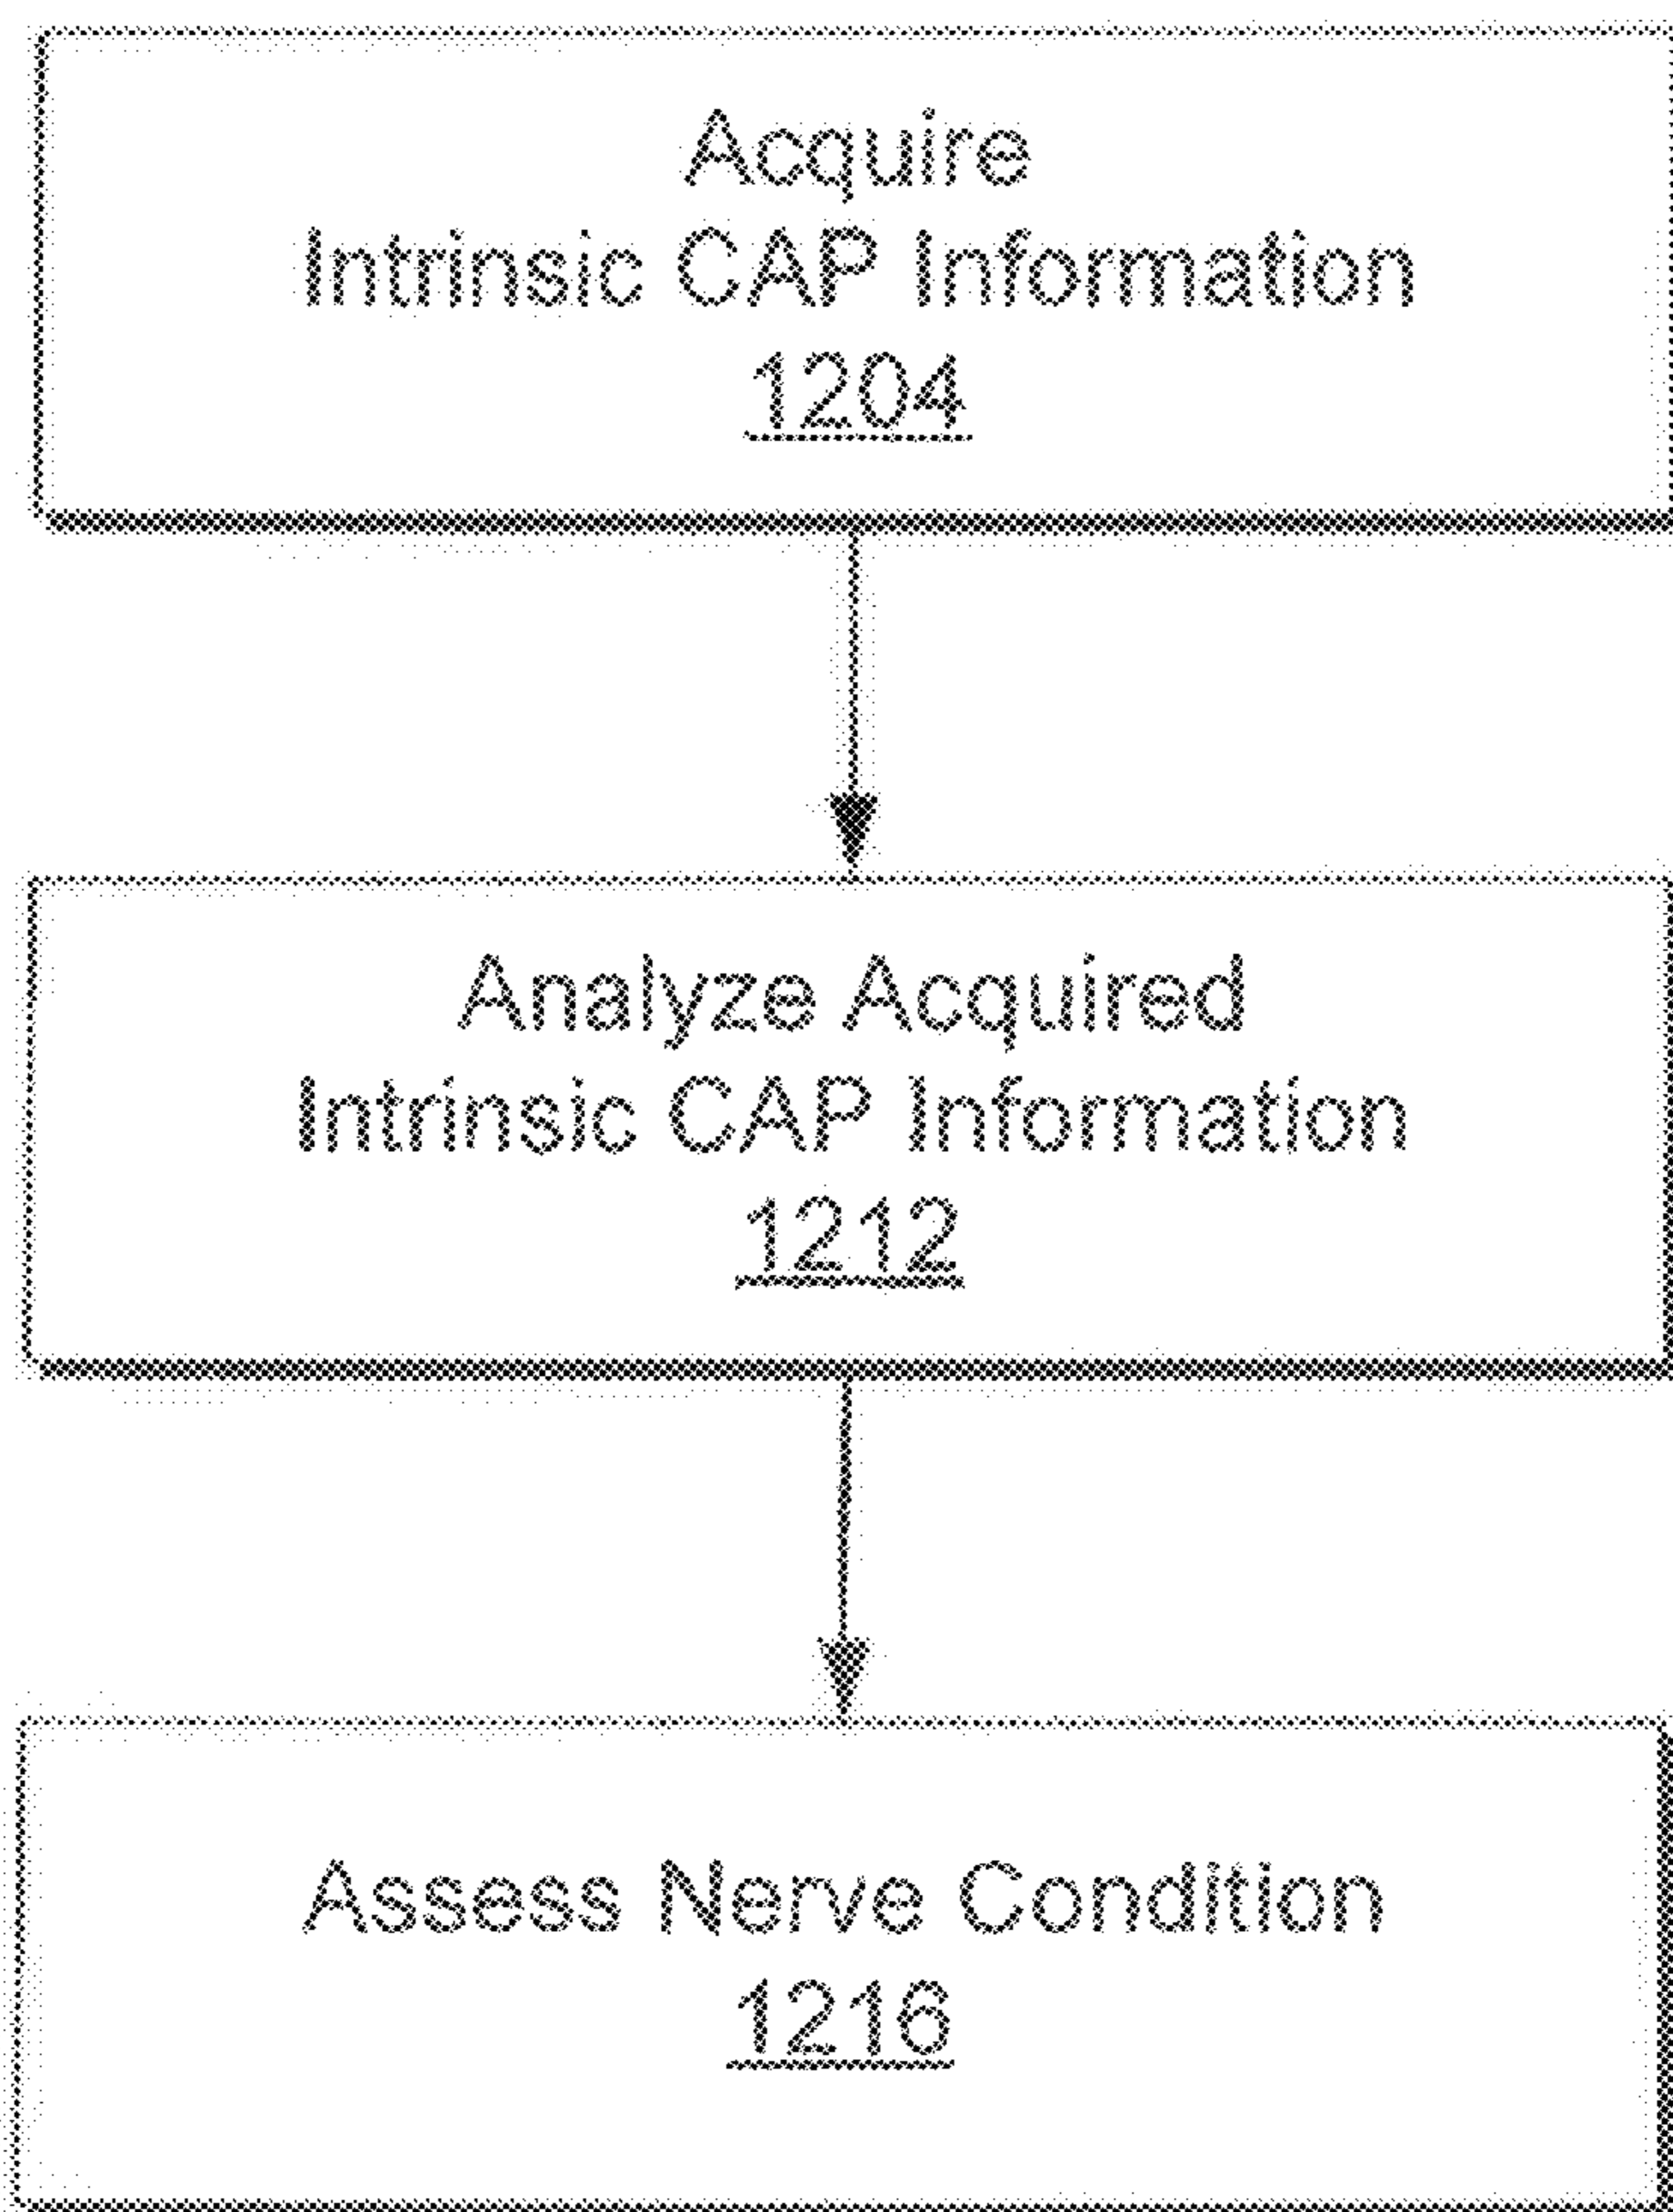 Acquire
Intrinsic CAP Information
1204
Analyze Acquired
Intrinsic CAP Information
1212
Assess Nerve Condition
1216